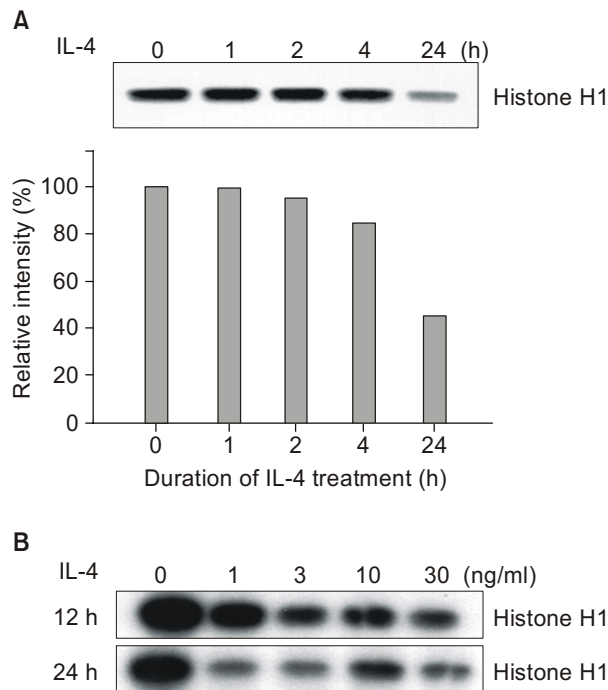 A
IL-4 0 1 2 4 24 (h)
Histone H1
Relative intensity (%)
100
80
60
40
20
0
0 1 2 4 24
Duration of IL-4 treatment (h)
B
IL-4 0 1 3 10 30 (ng/ml)
12 h Histone H1
24 h Histone H1